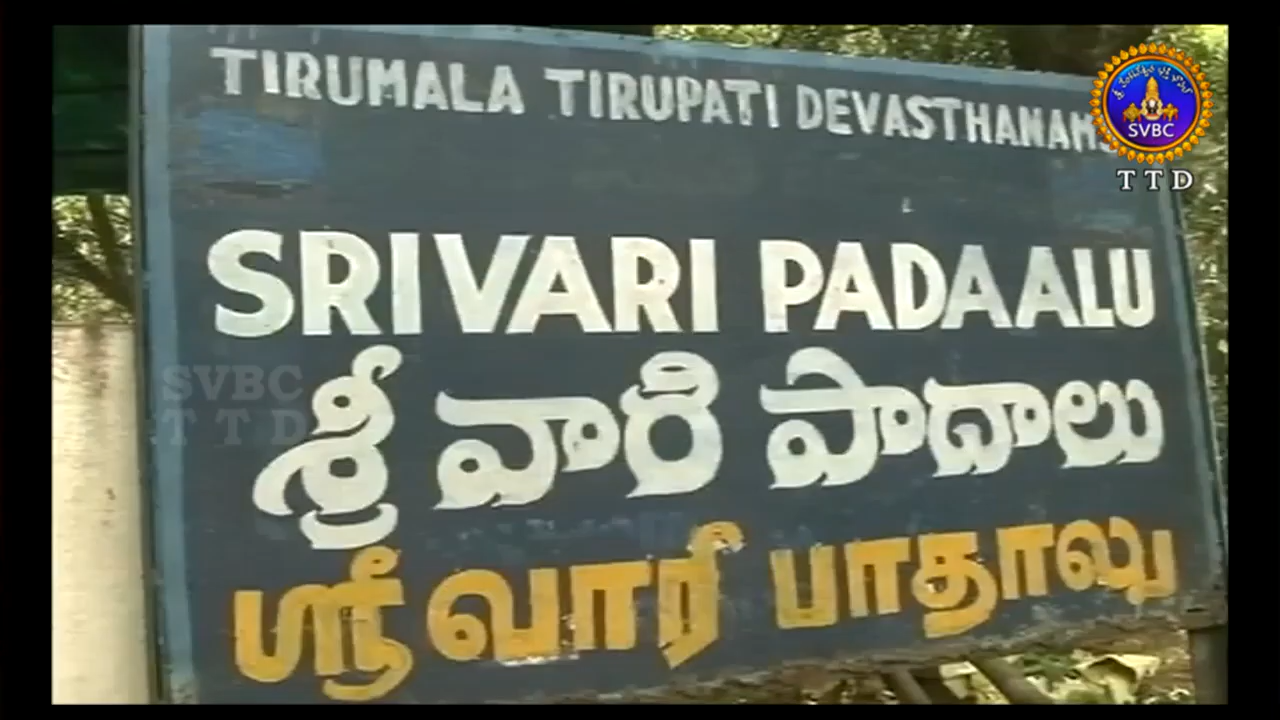 TIRUMALA TIRUPATI DEVASTHANAMS
SVBC
TTD
SRIVARI PADAALU
శ్రీ వారి పాదాలు
SVBC
TTD
ஸ்ரீ வாரி பாதாலு